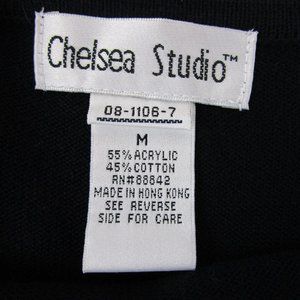 Chelsea Studio™
08-1106-7
M
55% ACRYLIC
45% COTTON
RN#88842
MADE IN HONG KONG
SEE REVERSE
SIDE FOR CARE